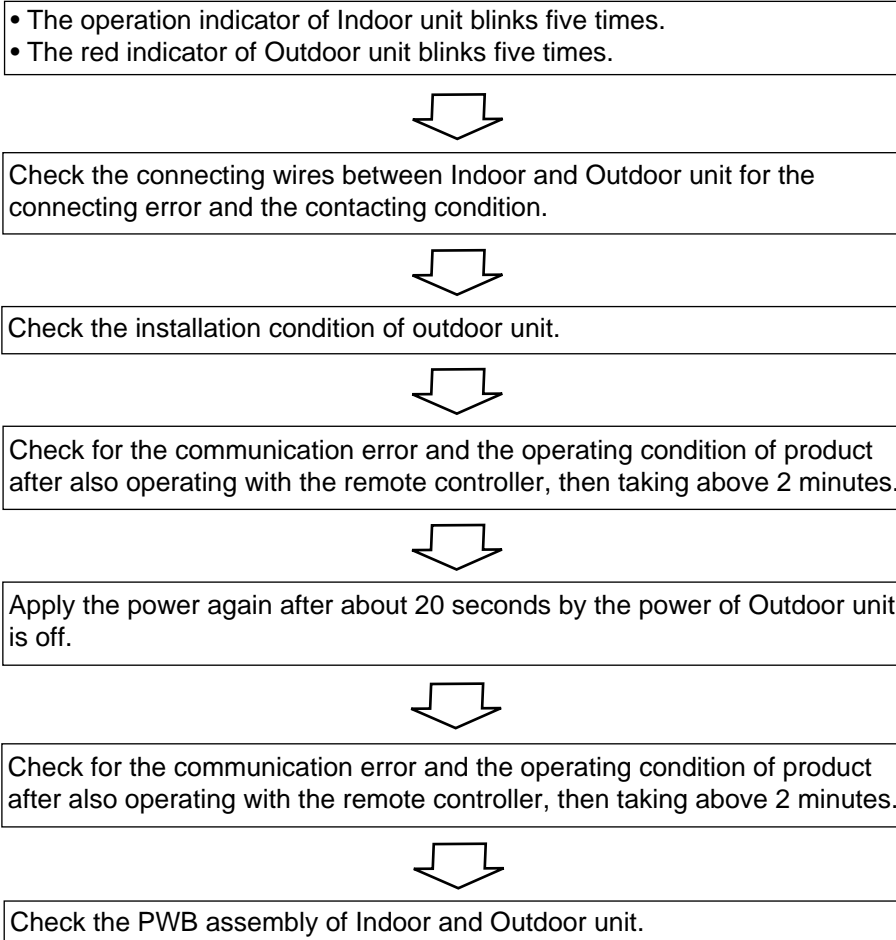 • The operation indicator of Indoor unit blinks five times.
• The red indicator of Outdoor unit blinks five times.
Check the connecting wires between Indoor and Outdoor unit for the
connecting error and the contacting condition.
Check the installation condition of outdoor unit.
Check for the communication error and the operating condition of product
after also operating with the remote controller, then taking above 2 minutes.
Apply the power again after about 20 seconds by the power of Outdoor unit
is off.
Check for the communication error and the operating condition of product
after also operating with the remote controller, then taking above 2 minutes.
Check the PWB assembly of Indoor and Outdoor unit.